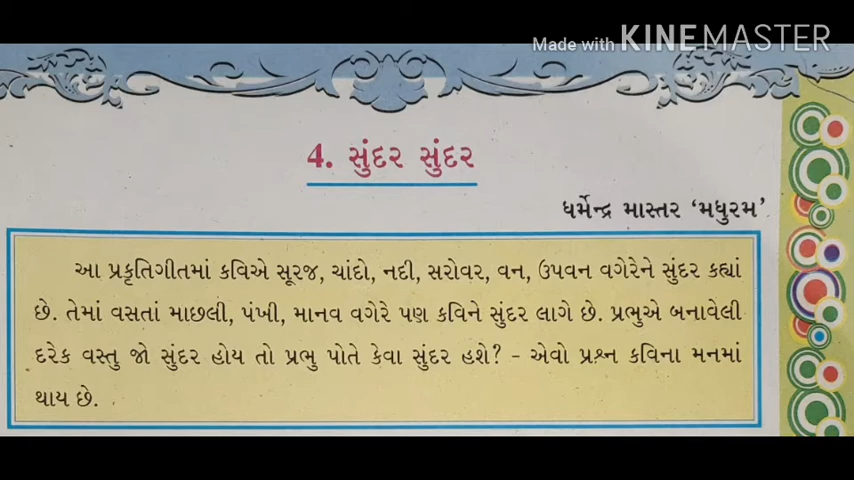 Made with KINEMASTER
4. સુંદર સુંદર
ધર્મેન્દ્ર માસ્તર ‘મધુરમ’
આ પ્રકૃતિગીતમાં કવિએ સૂરજ, ચાંદો, નદી, સરોવર, વન, ઉપવન વગેરેને સુંદર કહ્યાં
છે. તેમાં વસતાં માછલી, પંખી, માનવ વગેરે પણ કવિને સુંદર લાગે છે. પ્રભુએ બનાવેલી
દરેક વસ્તુ જો સુંદર હોય તો પ્રભુ પોતે કેવા સુંદર હશે? - એવો પ્રશ્ન કવિના મનમાં
થાય છે.